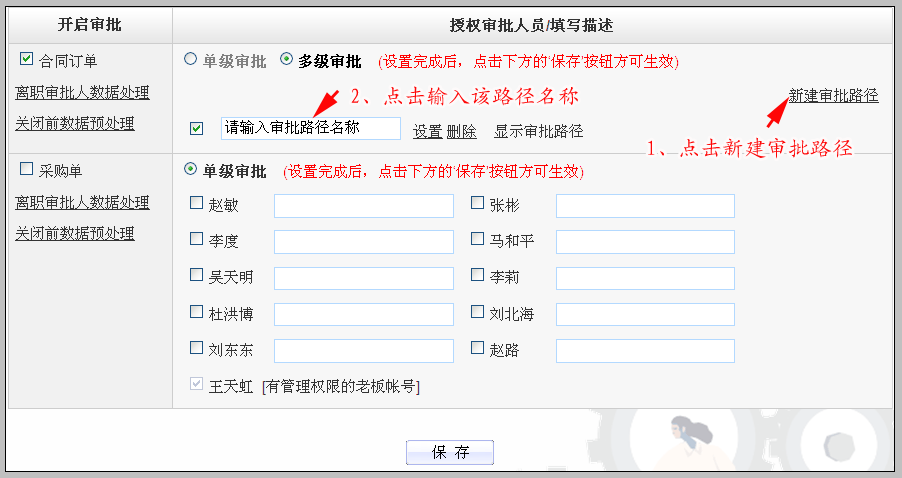 开启审批
授权审批人员/填写描述
合同订单
单级审批 多级审批 (设置完成后，点击下方的'保存'按钮方可生效)
离职审批人数据处理
2、点击输入该路径名称
新建审批路径
关闭前数据预处理
请输入审批路径名称 设置 删除 显示审批路径
1、点击新建审批路径
采购单
单级审批 (设置完成后，点击下方的'保存'按钮方可生效)
离职审批人数据处理
关闭前数据预处理
赵敏 张彬
李度 马和平
吴天明 李莉
杜洪博 刘北海
刘东东 赵路
王天虹 [有管理权限的老板帐号]
保 存